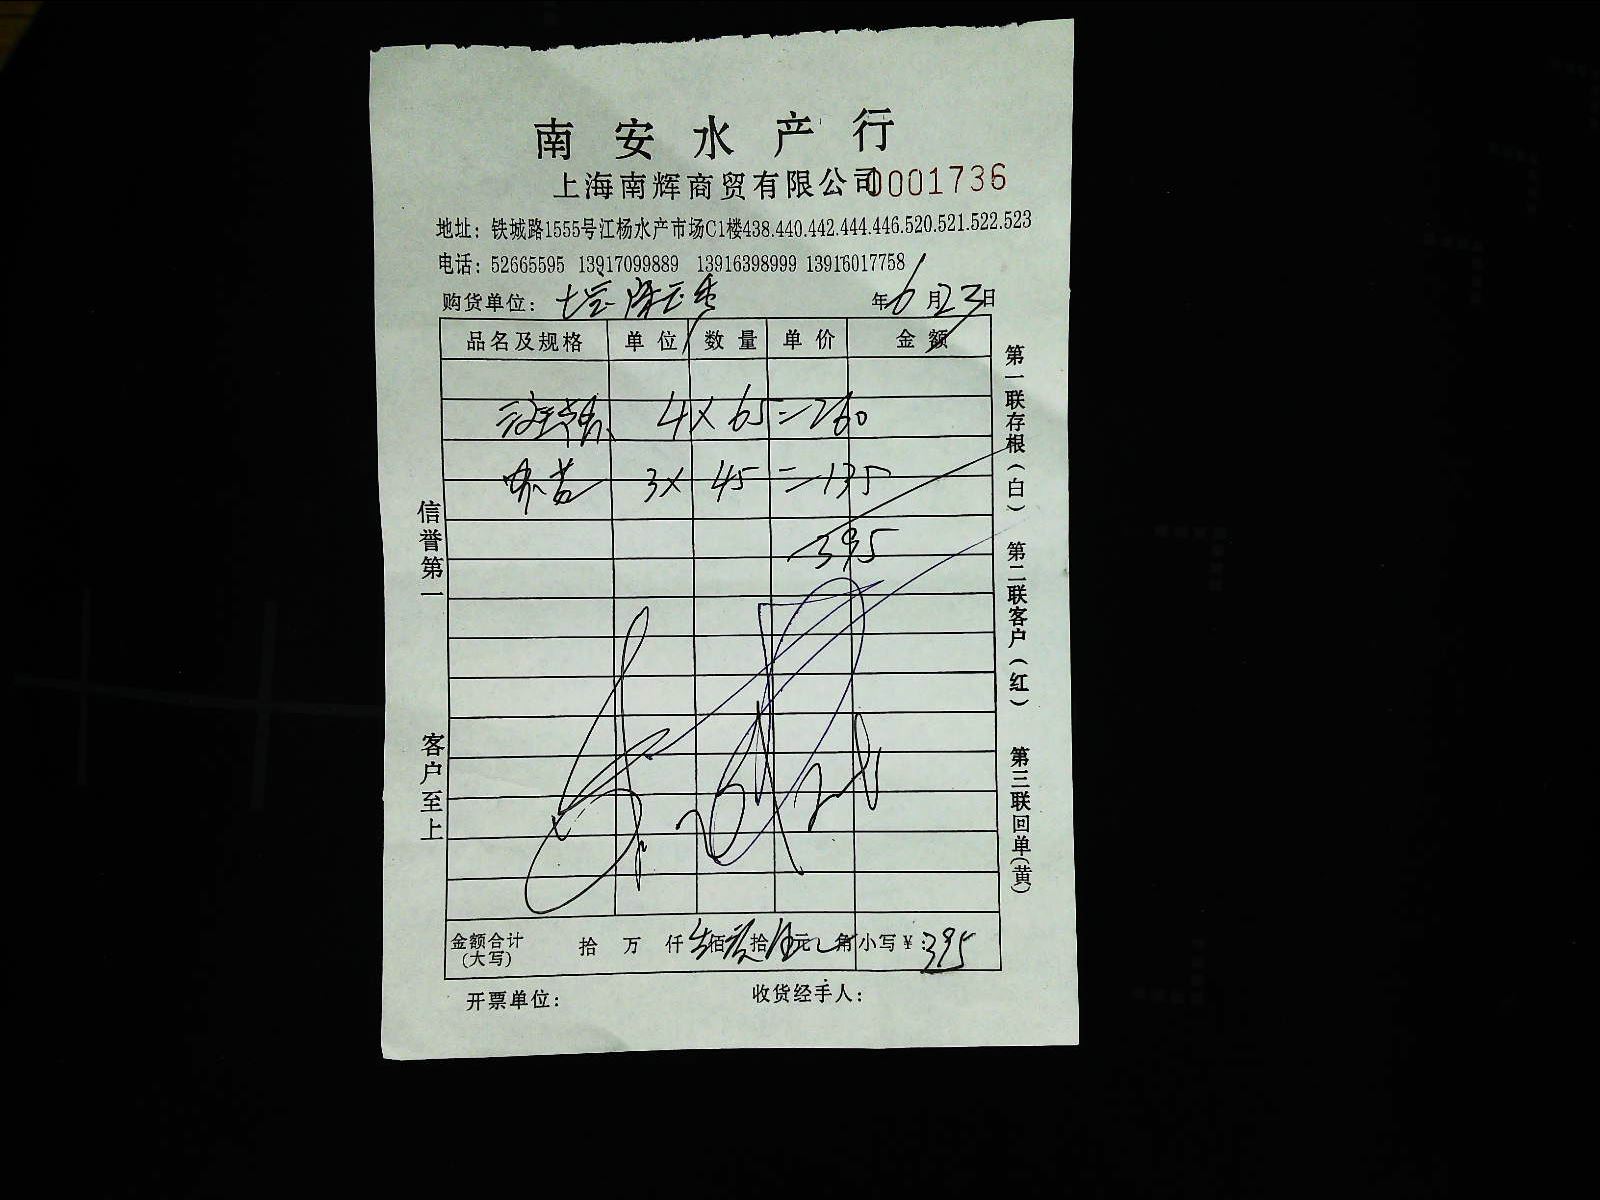 南安水产行
上海南辉商贸有限公司 0001736
地址：铁城路1555号江杨水产市场C1楼438.440.442.444.446.520.521.522.523
电话：52665595 13917099889 13916398999 13916017758
购货单位： 年6月23日
品名及规格 单位 数量 单价 金额
4×65=260
3×45=135
395
金额合计(大写) 拾 万 仟 佰 拾 元 角 小写￥：395
开票单位： 收货经手人：
信誉第一 客户至上
第一联存根(白) 第二联客户(红) 第三联回单(黄)